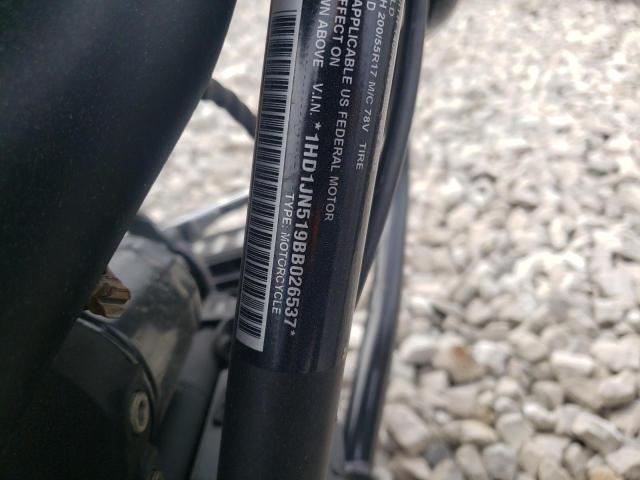 H 200/55R17 M/C 78V TIRE
APPLICABLE US FEDERAL MOTOR
EFFECT ON
WN ABOVE V.I.N. *1HD1JN519BB026537*
TYPE: MOTORCYCLE